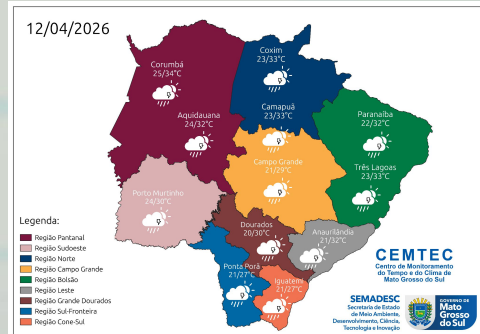 12/04/2026
Coxim
23/33°C
Corumbá
25/34°C
Camapuã
23/33°C
Aquidauana
24/32°C
Paranaíba
22/32°C
Campo Grande
21/29°C
Três Lagoas
23/33°C
Porto Murtinho
24/30°C
Dourados
20/30°C
Anaurilândia
21/32°C
Ponta Porã
21/27°C
Iguatemi
21/27°C
Legenda:
Região Pantanal
Região Sudoeste
Região Norte
Região Campo Grande
Região Bolsão
Região Leste
Região Grande Dourados
Região Sul-Fronteira
Região Cone-Sul
CEMTEC
Centro de Monitoramento
do Tempo e do Clima de
Mato Grosso do Sul
SEMADESC
Secretaria de Estado
de Meio Ambiente,
Desenvolvimento, Ciência,
Tecnologia e Inovação
GOVERNO DE
Mato
Grosso
do Sul